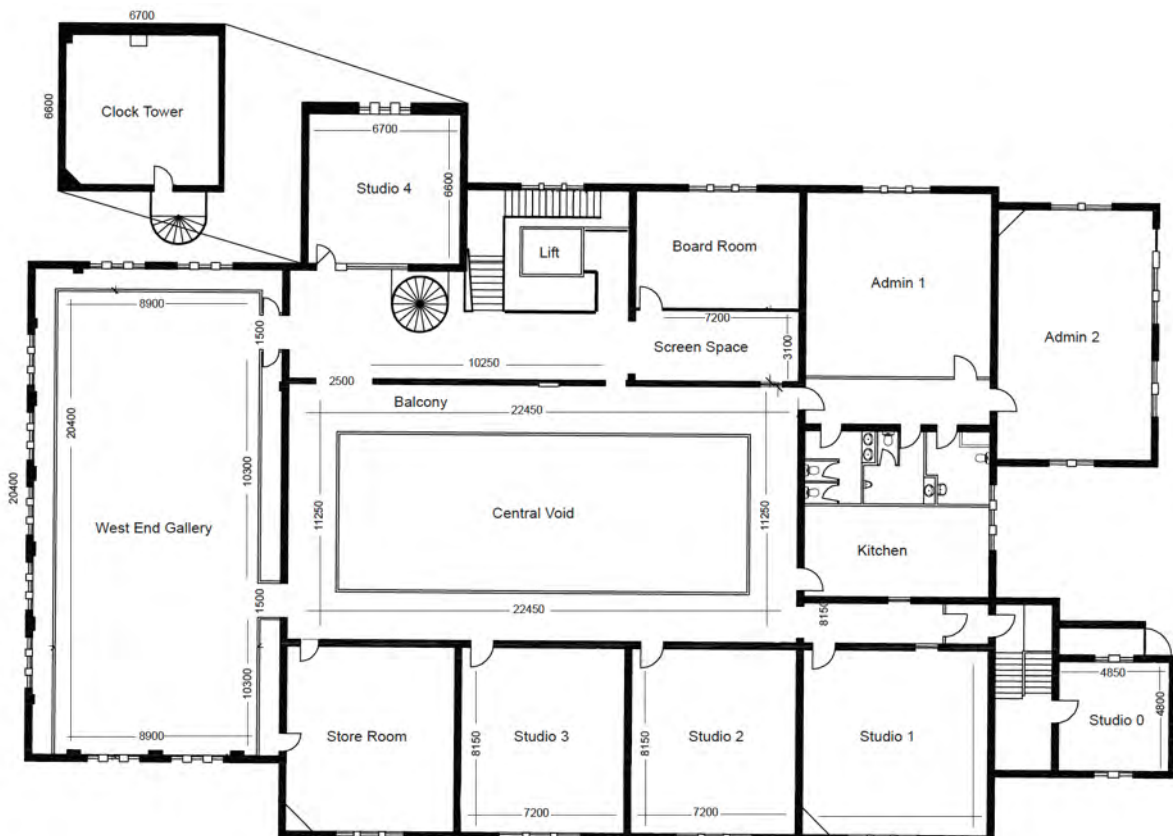 6700
6600
Clock Tower
6700
Studio 4
6600
Lift
Board Room
Admin 1
Admin 2
8900
1500
7200
Screen Space
3100
10250
2500
Balcony
22450
20400
20400
10300
West End Gallery
11250
Central Void
11250
Kitchen
1500
22450
8150
10300
8900
Store Room
8150
Studio 3
7200
8150
Studio 2
7200
Studio 1
4850
4800
Studio 0